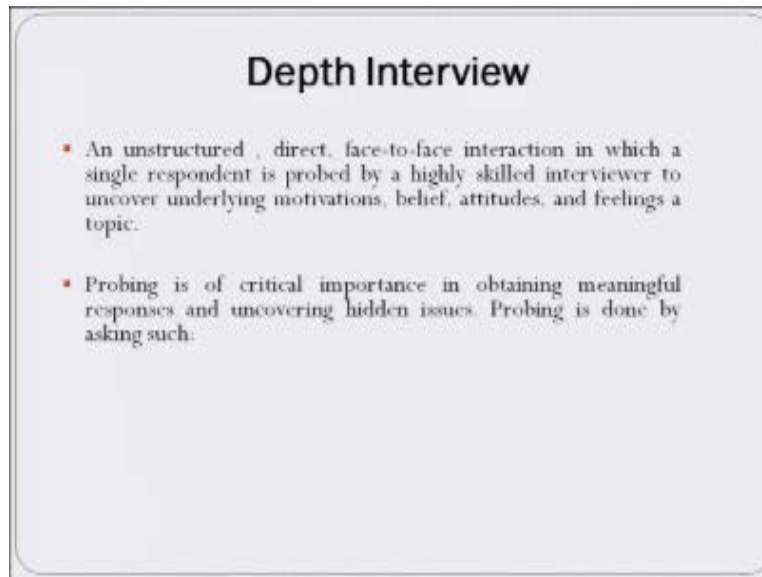 Depth Interview
▪ An unstructured , direct, face-to-face interaction in which a
single respondent is probed by a highly skilled interviewer to
uncover underlying motivations, belief, attitudes, and feelings a
topic.
▪ Probing is of critical importance in obtaining meaningful
responses and uncovering hidden issues. Probing is done by
asking such: